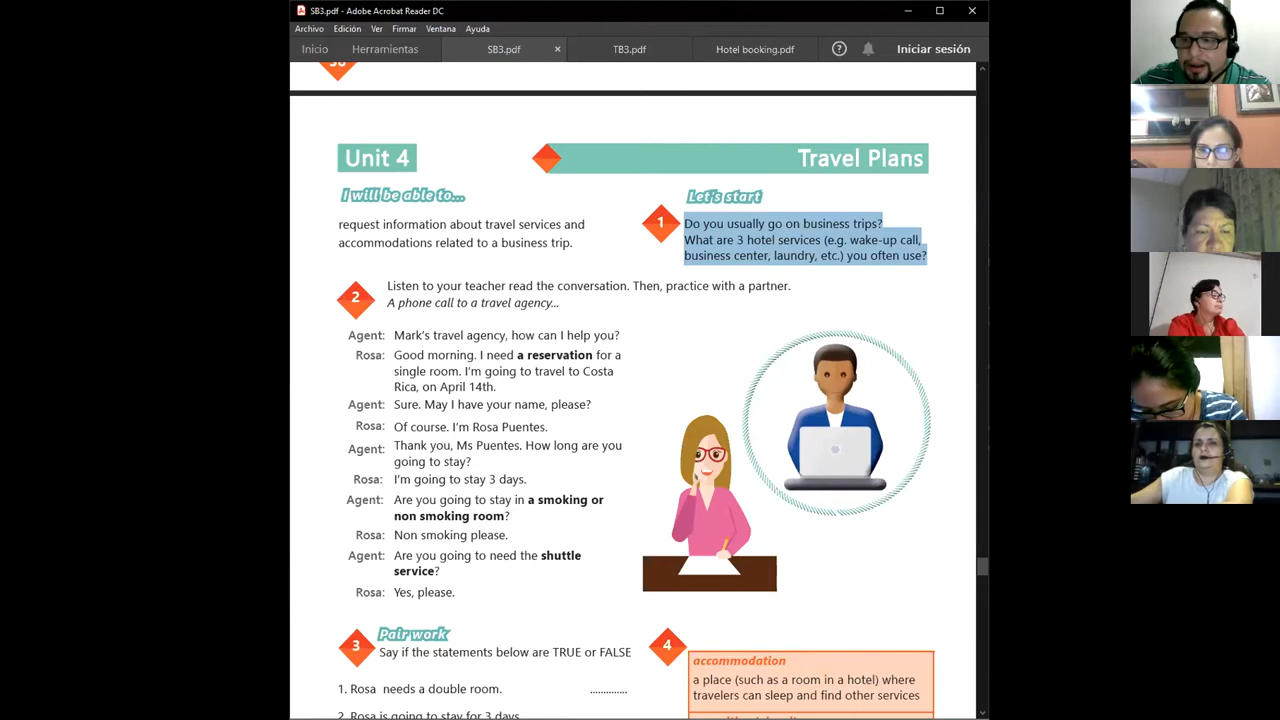 SB3.pdf - Adobe Acrobat Reader DC
Archivo Edición Ver Firmar Ventana Ayuda
Inicio Herramientas SB3.pdf × TB3.pdf Hotel booking.pdf ? Iniciar sesión
Unit 4
Travel Plans
I will be able to...
request information about travel services and
accommodations related to a business trip.
Let's start
1
Do you usually go on business trips?
What are 3 hotel services (e.g. wake-up call,
business center, laundry, etc.) you often use?
2
Listen to your teacher read the conversation. Then, practice with a partner.
A phone call to a travel agency...
Agent: Mark's travel agency, how can I help you?
Rosa: Good morning. I need a reservation for a
single room. I'm going to travel to Costa
Rica, on April 14th.
Agent: Sure. May I have your name, please?
Rosa: Of course. I'm Rosa Puentes.
Agent: Thank you, Ms Puentes. How long are you
going to stay?
Rosa: I'm going to stay 3 days.
Agent: Are you going to stay in a smoking or
non smoking room?
Rosa: Non smoking please.
Agent: Are you going to need the shuttle
service?
Rosa: Yes, please.
3
Pair work
Say if the statements below are TRUE or FALSE
1. Rosa needs a double room. ..............
2. Rosa is going to stay for 3 days
4
accommodation
a place (such as a room in a hotel) where
travelers can sleep and find other services